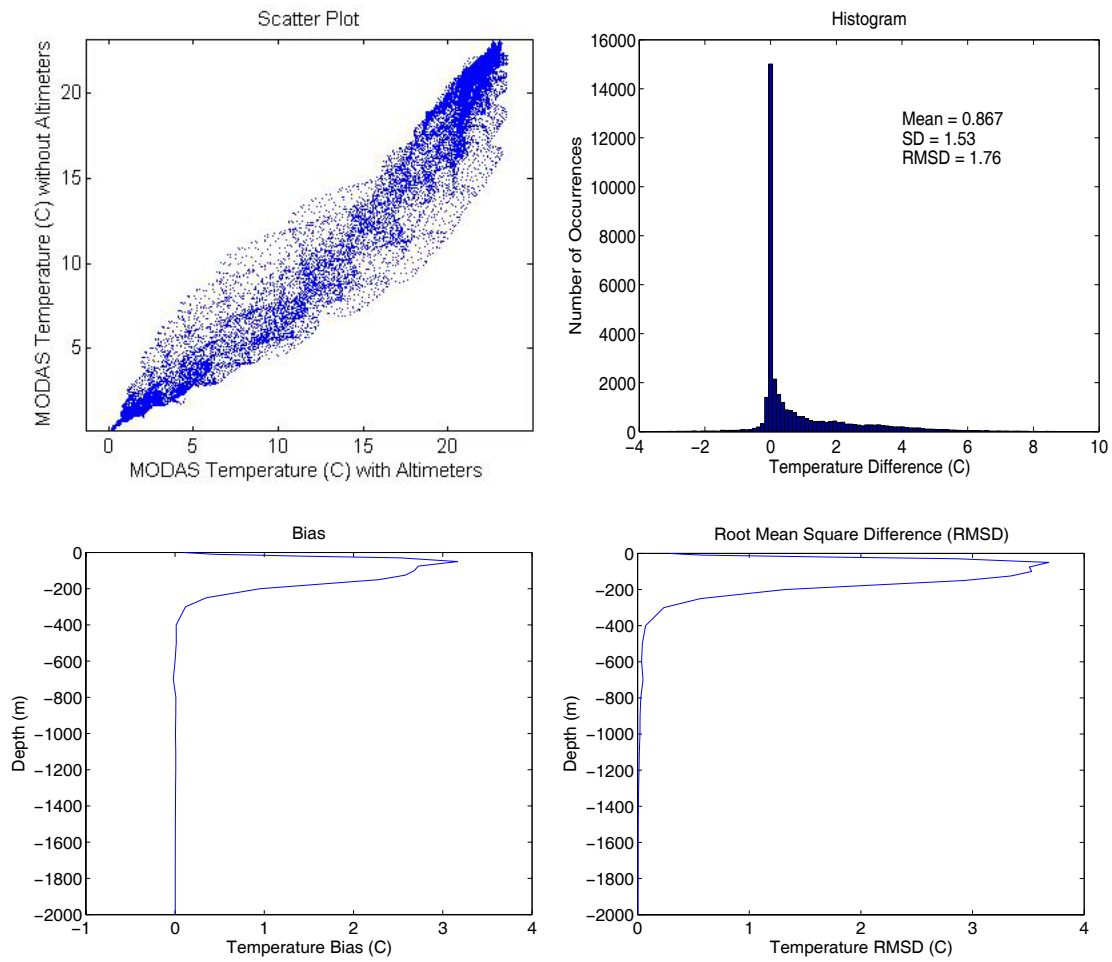 Scatter Plot
MODAS Temperature (C) without Altimeters
20
15
10
5
0 5 10 15 20
MODAS Temperature (C) with Altimeters
Histogram
Number of Occurrences
16000
14000
12000
10000
8000
6000
4000
2000
0
−4 −2 0 2 4 6 8 10
Temperature Difference (C)
Mean = 0.867
SD = 1.53
RMSD = 1.76
Bias
Depth (m)
0
−200
−400
−600
−800
−1000
−1200
−1400
−1600
−1800
−2000
−1 0 1 2 3 4
Temperature Bias (C)
Root Mean Square Difference (RMSD)
Depth (m)
0
−200
−400
−600
−800
−1000
−1200
−1400
−1600
−1800
−2000
0 1 2 3 4
Temperature RMSD (C)